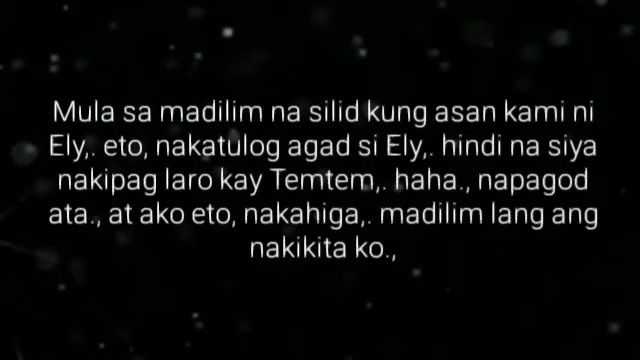 Mula sa madilim na silid kung asan kami ni
Ely,. eto, nakatulog agad si Ely,. hindi na siya
nakipag laro kay Temtem,. haha., napagod
ata., at ako eto, nakahiga,. madilim lang ang
nakikita ko.,